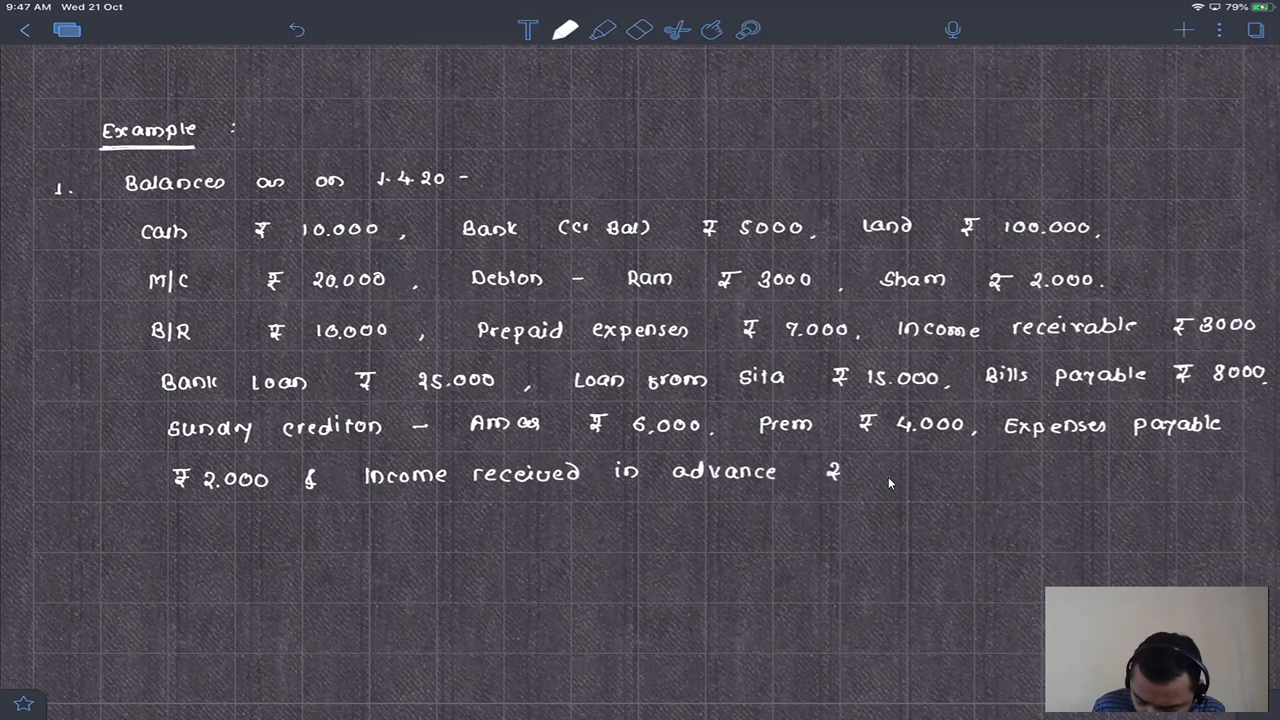 9:47 AM Wed 21 Oct
79%
Example :
1. Balances as on 1.4.20 -
Cash ₹ 10.000 , Bank (Cr Bal) ₹ 5000, Land ₹ 100.000,
M/C ₹ 20.000 , Debtors - Ram ₹ 3000 , Sham ₹ 2.000.
B/R ₹ 10.000 , Prepaid expenses ₹ 7.000, Income receivable ₹ 3000
Bank Loan ₹ 25.000 , Loan from Sita ₹ 15.000, Bills payable ₹ 8000,
Sundry creditors - Amar ₹ 6,000, Prem ₹ 4.000, Expenses payable
₹ 2.000 & Income received in advance ₹